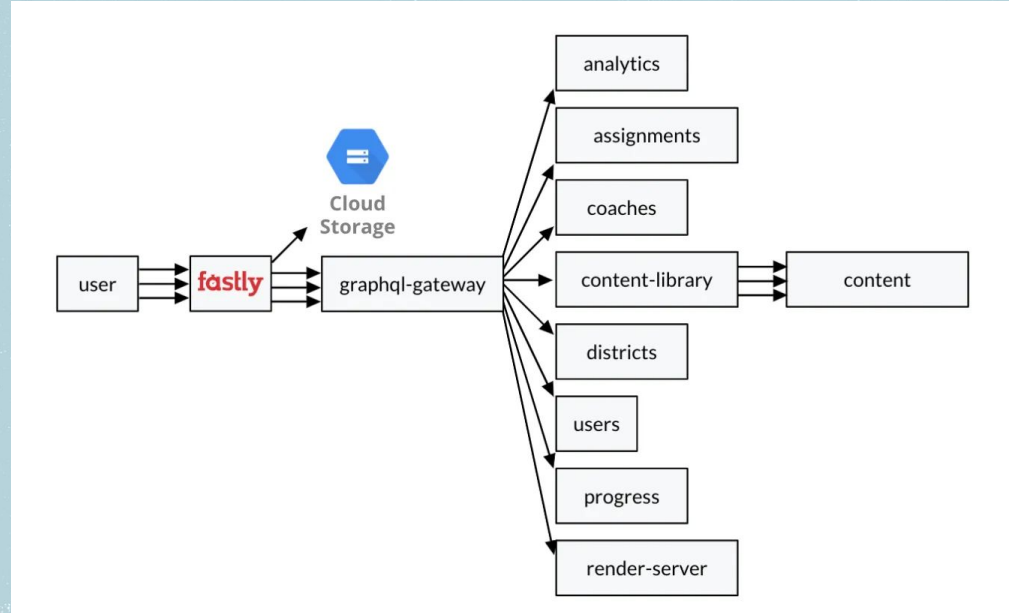 analytics
assignments
Cloud
Storage
coaches
user
fastly
graphql-gateway
content-library
content
districts
users
progress
render-server